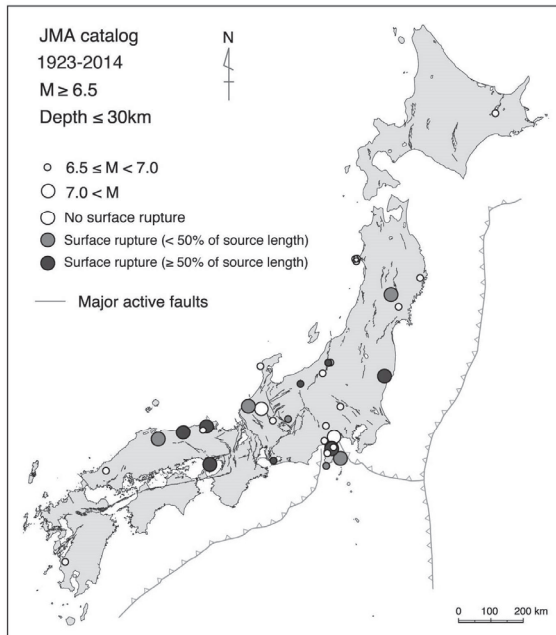 JMA catalog
1923-2014
M ≥ 6.5
Depth ≤ 30km
N
6.5 ≤ M < 7.0
7.0 < M
No surface rupture
Surface rupture (< 50% of source length)
Surface rupture (≥ 50% of source length)
Major active faults
0 100 200 km